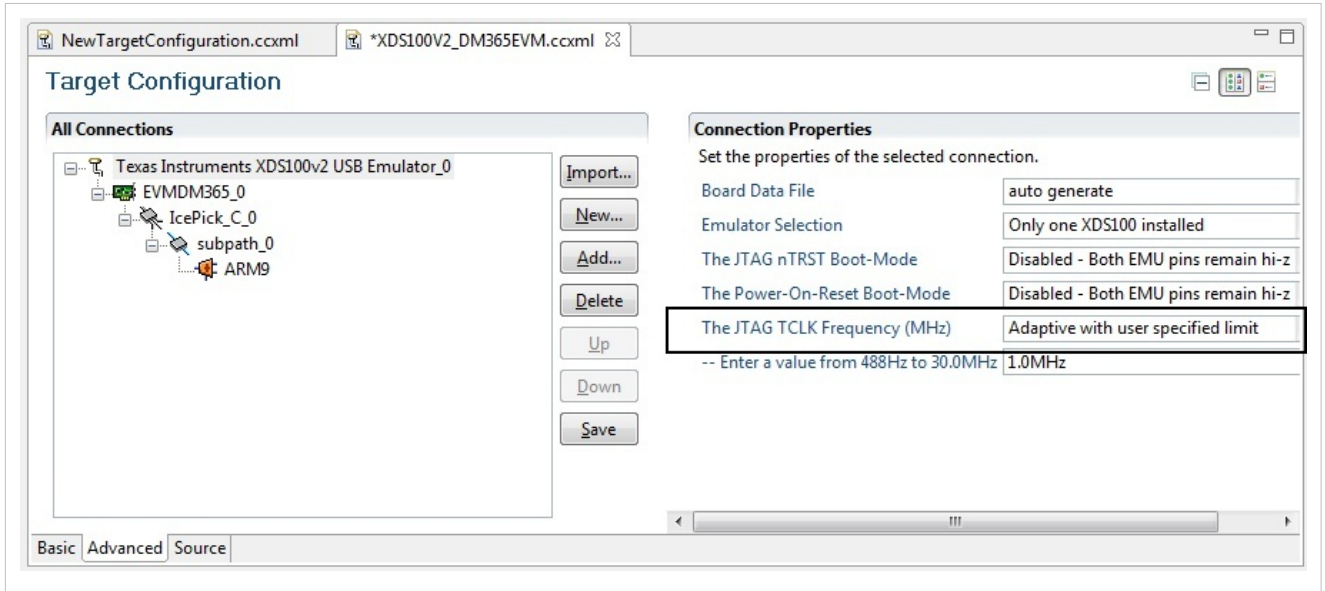 NewTargetConfiguration.ccxml
*XDS100V2_DM365EVM.ccxml
Target Configuration
All Connections
Texas Instruments XDS100v2 USB Emulator_0
EVMDM365_0
IcePick_C_0
subpath_0
ARM9
Import...
New...
Add...
Delete
Up
Down
Save
Connection Properties
Set the properties of the selected connection.
Board Data File auto generate
Emulator Selection Only one XDS100 installed
The JTAG nTRST Boot-Mode Disabled - Both EMU pins remain hi-z
The Power-On-Reset Boot-Mode Disabled - Both EMU pins remain hi-z
The JTAG TCLK Frequency (MHz) Adaptive with user specified limit
-- Enter a value from 488Hz to 30.0MHz 1.0MHz
Basic Advanced Source